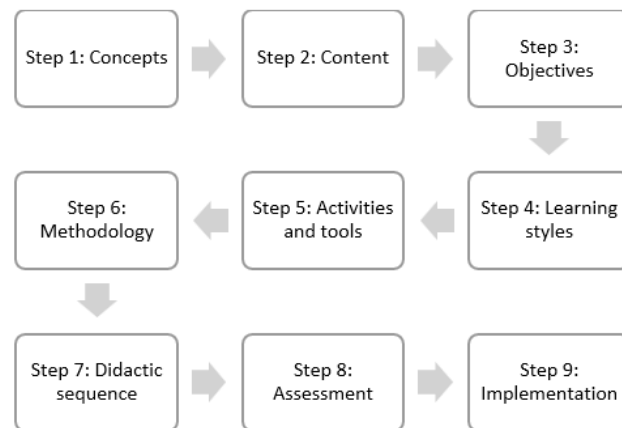 Step 1: Concepts
Step 2: Content
Step 3:
Objectives
Step 4: Learning
styles
Step 5: Activities
and tools
Step 6:
Methodology
Step 7: Didactic
sequence
Step 8:
Assessment
Step 9:
Implementation